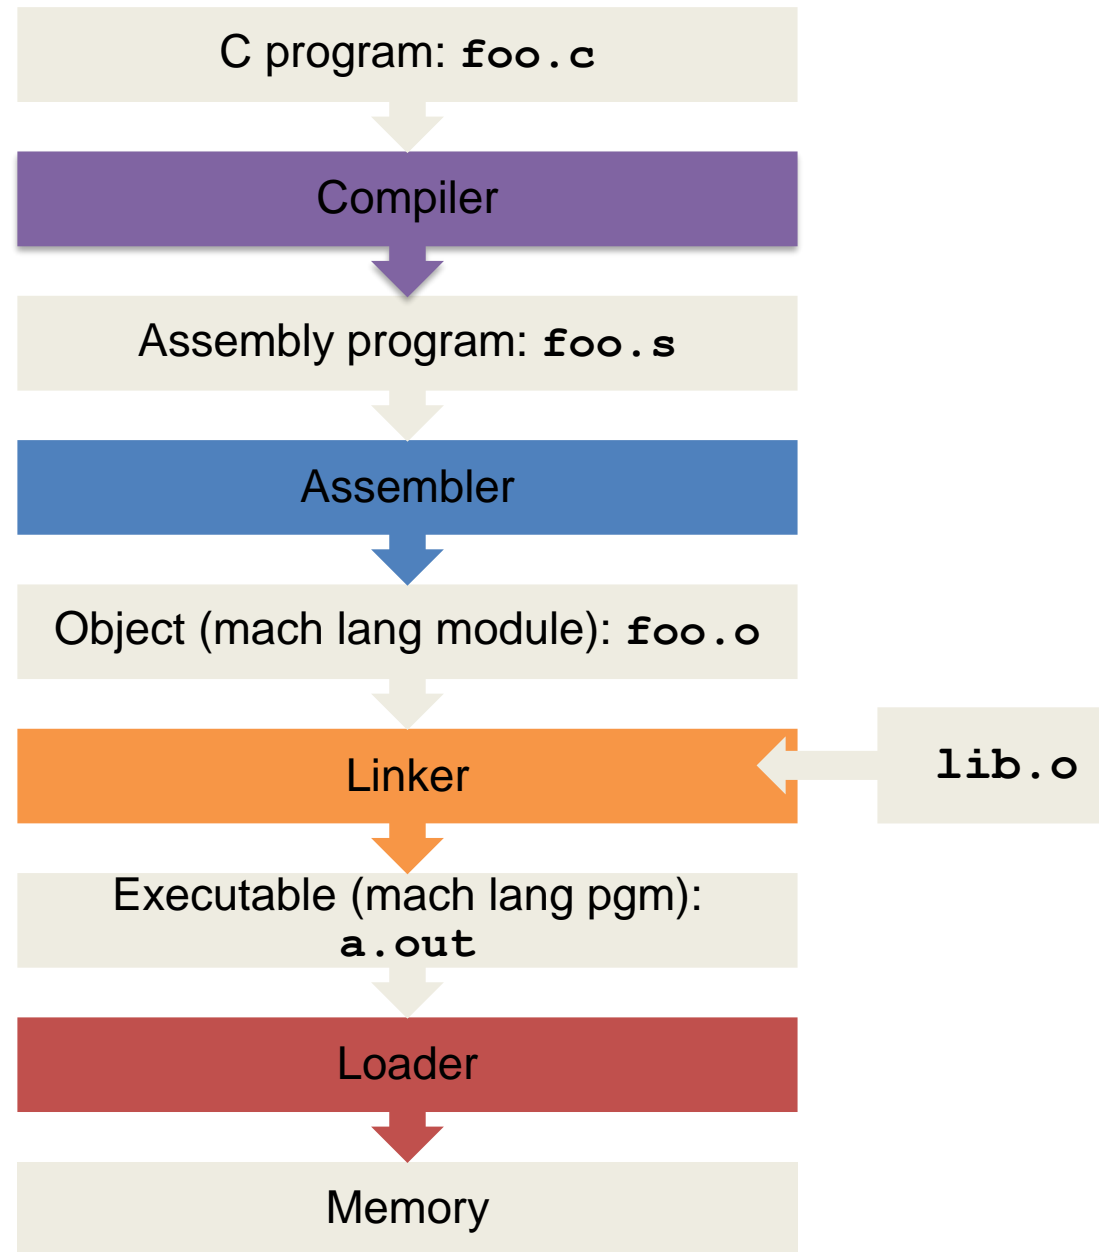 C program: foo.c
Compiler
Assembly program: foo.s
Assembler
Object (mach lang module): foo.o
Linker
lib.o
Executable (mach lang pgm):
a.out
Loader
Memory